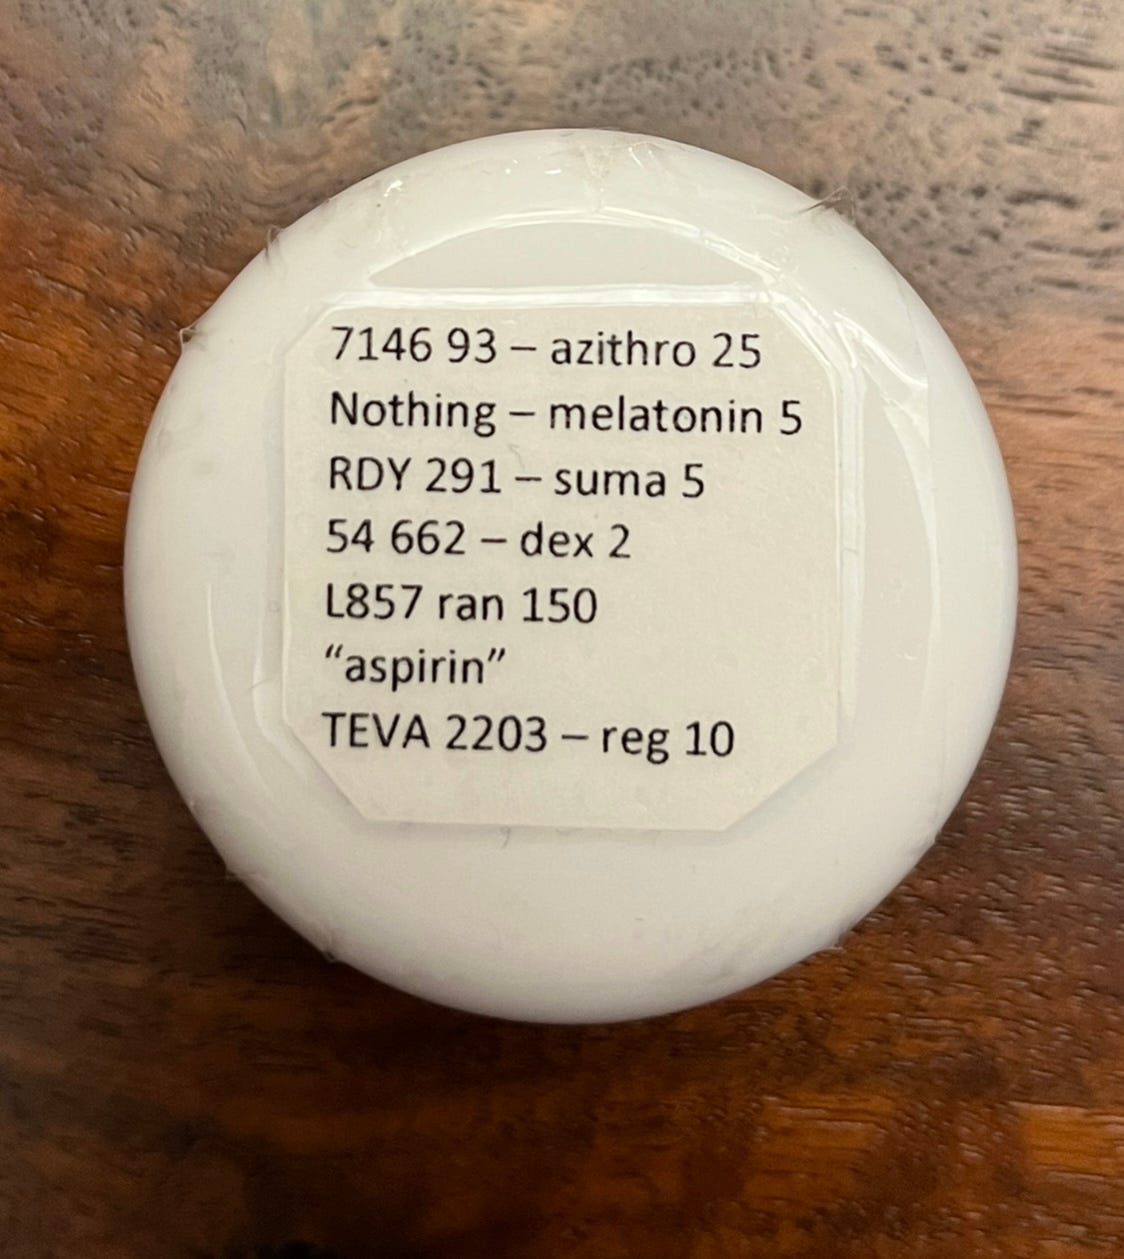 7146 93 – azithro 25
Nothing – melatonin 5
RDY 291 – suma 5
54 662 – dex 2
L857 ran 150
“aspirin”
TEVA 2203 – reg 10